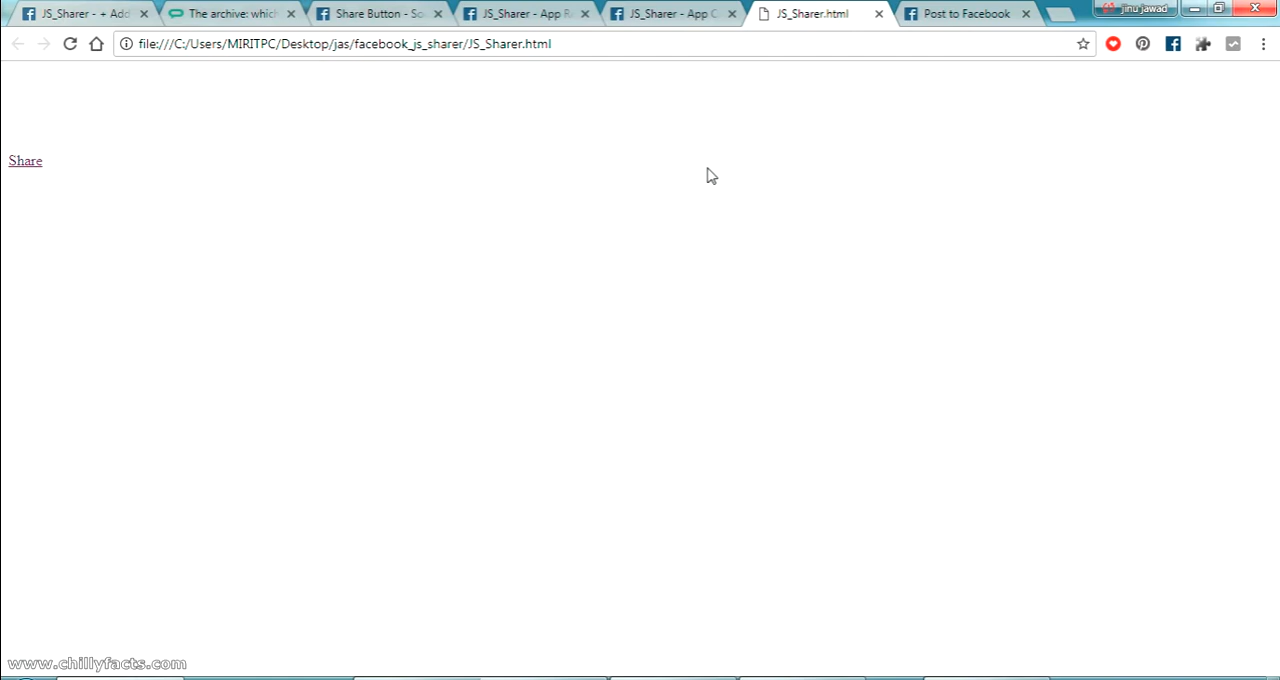 JS_Sharer - + Add
The archive: which
Share Button - So
JS_Sharer - App R
JS_Sharer - App C
JS_Sharer.html
Post to Facebook
jinu jawad
file:///C:/Users/MIRITPC/Desktop/jas/facebook_js_sharer/JS_Sharer.html
Share
www.chillyfacts.com